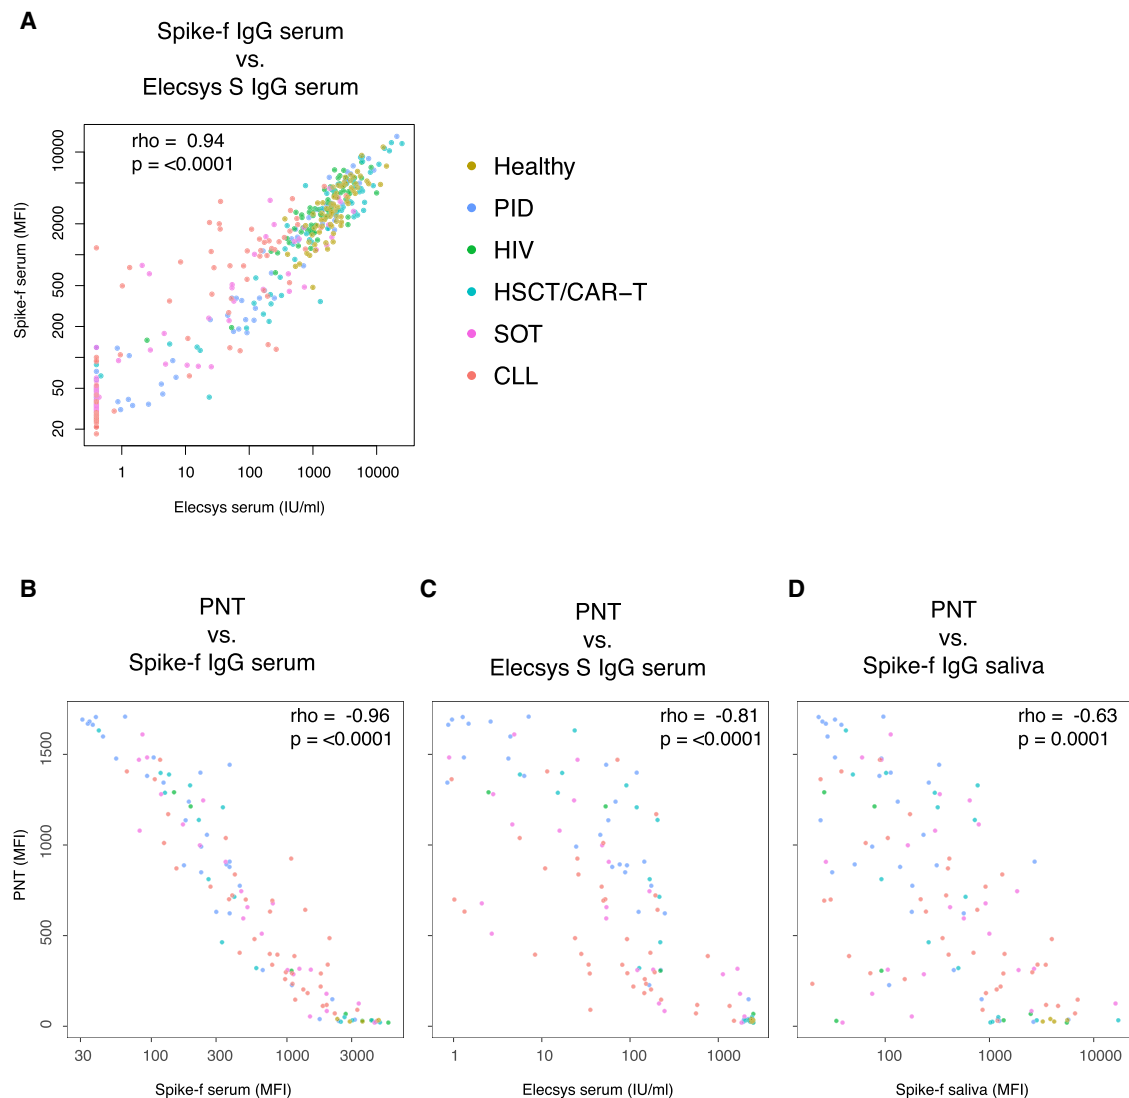 A
Spike-f IgG serum
vs.
Elecsys S IgG serum
rho = 0.94
p = <0.0001
Spike-f serum (MFI)
10000
2000
500
200
50
20
1 10 100 1000 10000
Elecsys serum (IU/ml)
Healthy
PID
HIV
HSCT/CAR−T
SOT
CLL
B
PNT
vs.
Spike-f IgG serum
rho = -0.96
p = <0.0001
PNT (MFI)
1500
1000
500
0
30 100 300 1000 3000
Spike-f serum (MFI)
C
PNT
vs.
Elecsys S IgG serum
rho = -0.81
p = <0.0001
1 10 100 1000
Elecsys serum (IU/ml)
D
PNT
vs.
Spike-f IgG saliva
rho = -0.63
p = 0.0001
100 1000 10000
Spike-f saliva (MFI)